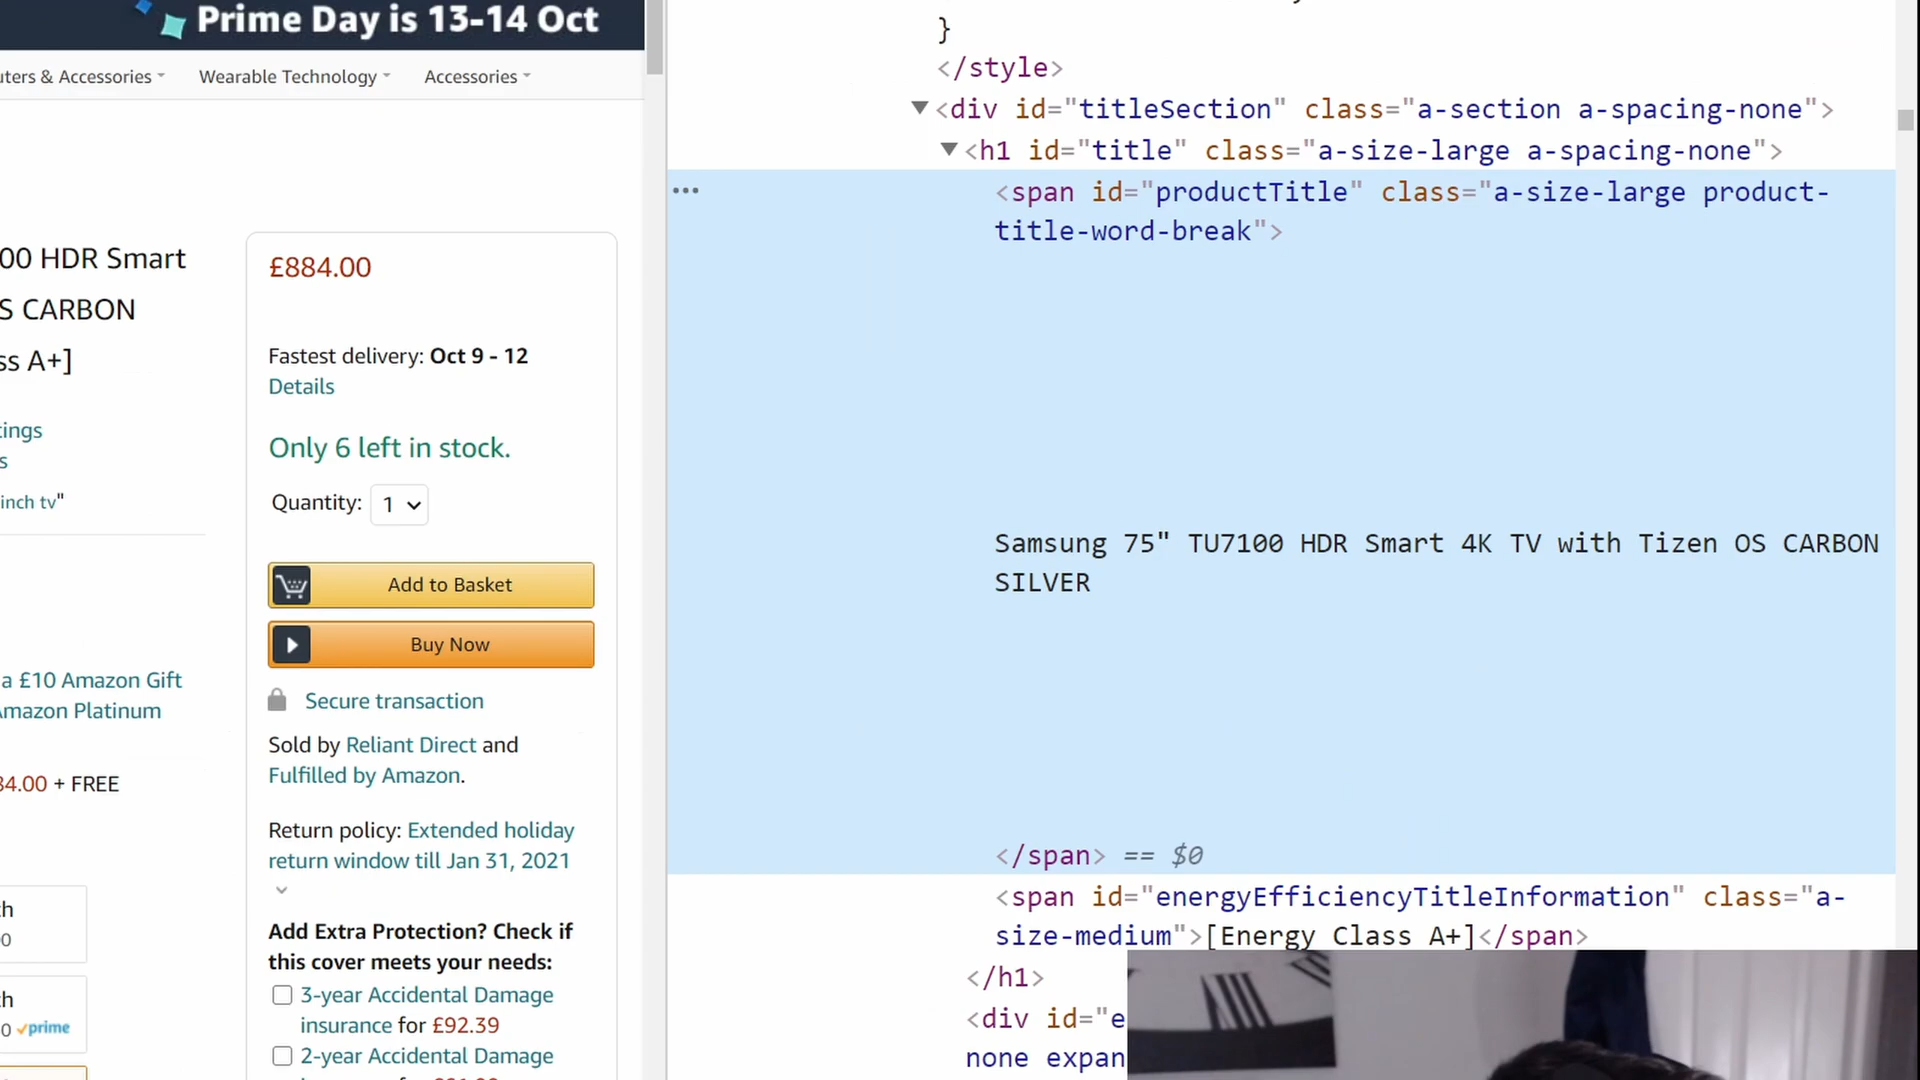 Prime Day is 13-14 Oct
uters & Accessories
Wearable Technology
Accessories
00 HDR Smart
S CARBON
ss A+]
tings
s
inch tv"
a £10 Amazon Gift
Amazon Platinum
84.00 + FREE
th
0
th
0 prime
£884.00
Fastest delivery: Oct 9 - 12
Details
Only 6 left in stock.
Quantity: 1
Add to Basket
Buy Now
Secure transaction
Sold by Reliant Direct and
Fulfilled by Amazon.
Return policy: Extended holiday
return window till Jan 31, 2021
Add Extra Protection? Check if
this cover meets your needs:
3-year Accidental Damage
insurance for £92.39
2-year Accidental Damage
}
</style>
<div id="titleSection" class="a-section a-spacing-none">
<h1 id="title" class="a-size-large a-spacing-none">
<span id="productTitle" class="a-size-large product-
title-word-break">
Samsung 75" TU7100 HDR Smart 4K TV with Tizen OS CARBON
SILVER
</span> == $0
<span id="energyEfficiencyTitleInformation" class="a-
size-medium">[Energy Class A+]</span>
</h1>
<div id="e
none expan